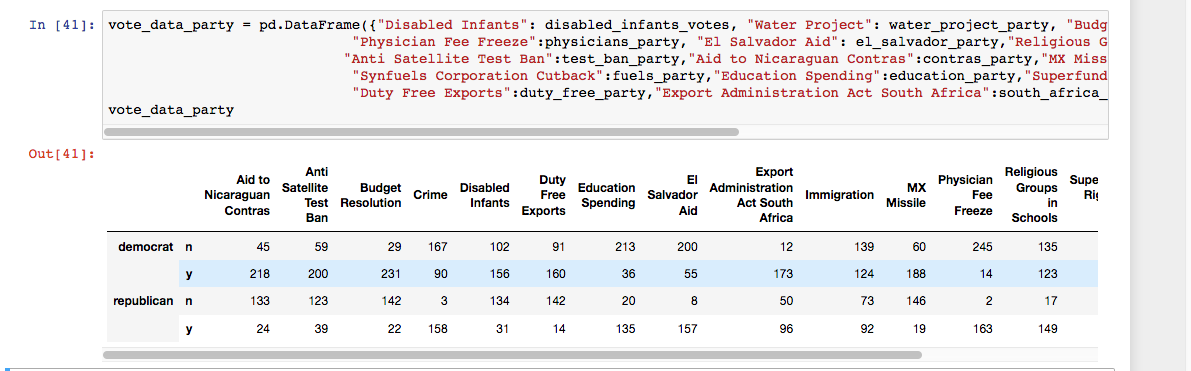 In [41]: vote_data_party = pd.DataFrame({"Disabled Infants": disabled_infants_votes, "Water Project": water_project_party, "Budg
"Physician Fee Freeze":physicians_party, "El Salvador Aid": el_salvador_party,"Religious G
"Anti Satellite Test Ban":test_ban_party,"Aid to Nicaraguan Contras":contras_party,"MX Miss
"Synfuels Corporation Cutback":fuels_party,"Education Spending":education_party,"Superfund
"Duty Free Exports":duty_free_party,"Export Administration Act South Africa":south_africa_
vote_data_party
Out[41]:
Aid to Nicaraguan Contras Anti Satellite Test Ban Budget Resolution Crime Disabled Infants Duty Free Exports Education Spending El Salvador Aid Export Administration Act South Africa Immigration MX Missile Physician Fee Freeze Religious Groups in Schools Supe
democrat n 45 59 29 167 102 91 213 200 12 139 60 245 135
y 218 200 231 90 156 160 36 55 173 124 188 14 123
republican n 133 123 142 3 134 142 20 8 50 73 146 2 17
y 24 39 22 158 31 14 135 157 96 92 19 163 149